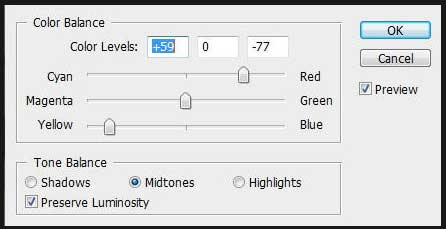 Color Balance
Color Levels: +59 0 -77
OK
Cancel
Preview
Cyan Red
Magenta Green
Yellow Blue
Tone Balance
Shadows Midtones Highlights
Preserve Luminosity